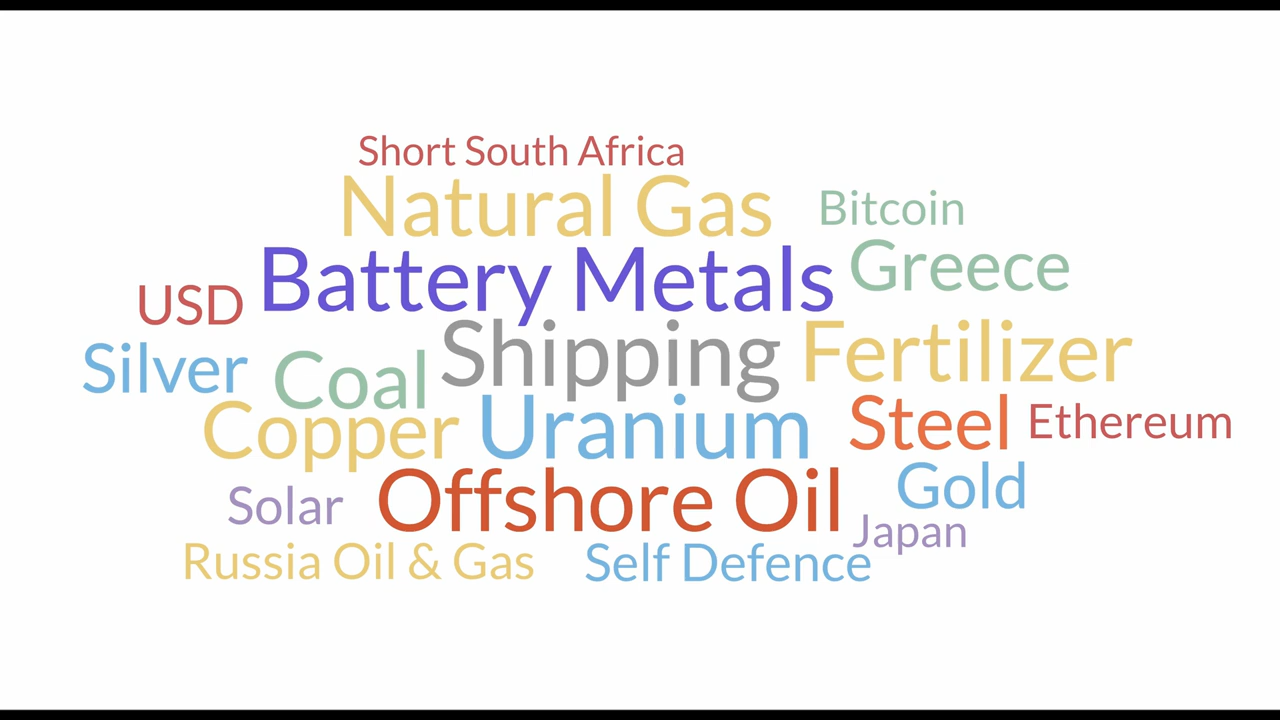 Short South Africa
Natural Gas
Bitcoin
Battery Metals
Greece
USD
Shipping
Fertilizer
Silver
Coal
Copper
Uranium
Steel
Ethereum
Solar
Offshore Oil
Gold
Japan
Russia Oil & Gas
Self Defence